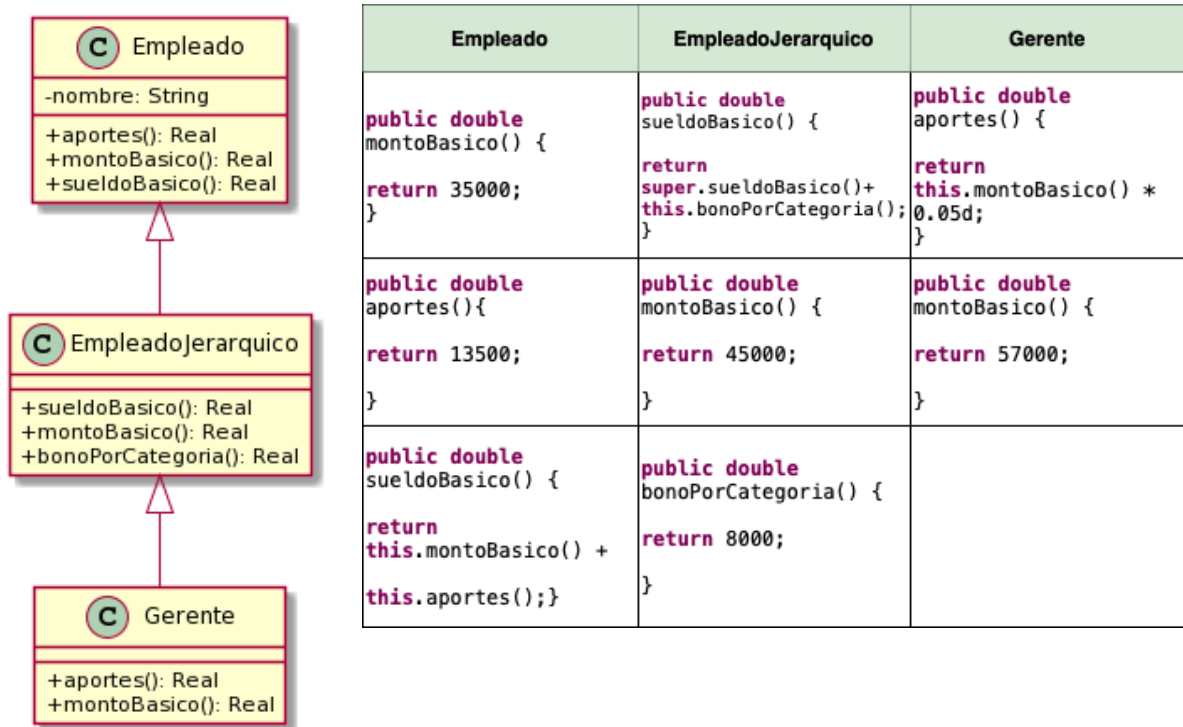 C Empleado
-nombre: String
+aportes(): Real
+montoBasico(): Real
+sueldoBasico(): Real
C EmpleadoJerarquico
+sueldoBasico(): Real
+montoBasico(): Real
+bonoPorCategoria(): Real
C Gerente
+aportes(): Real
+montoBasico(): Real
Empleado
EmpleadoJerarquico
Gerente
public double
montoBasico() {
return 35000;
}
public double
sueldoBasico() {
return
super.sueldoBasico()+
this.bonoPorCategoria();
}
public double
aportes() {
return
this.montoBasico() *
0.05d;
}
public double
aportes(){
return 13500;
}
public double
montoBasico() {
return 45000;
}
public double
montoBasico() {
return 57000;
}
public double
sueldoBasico() {
return
this.montoBasico() +
this.aportes();}
public double
bonoPorCategoria() {
return 8000;
}